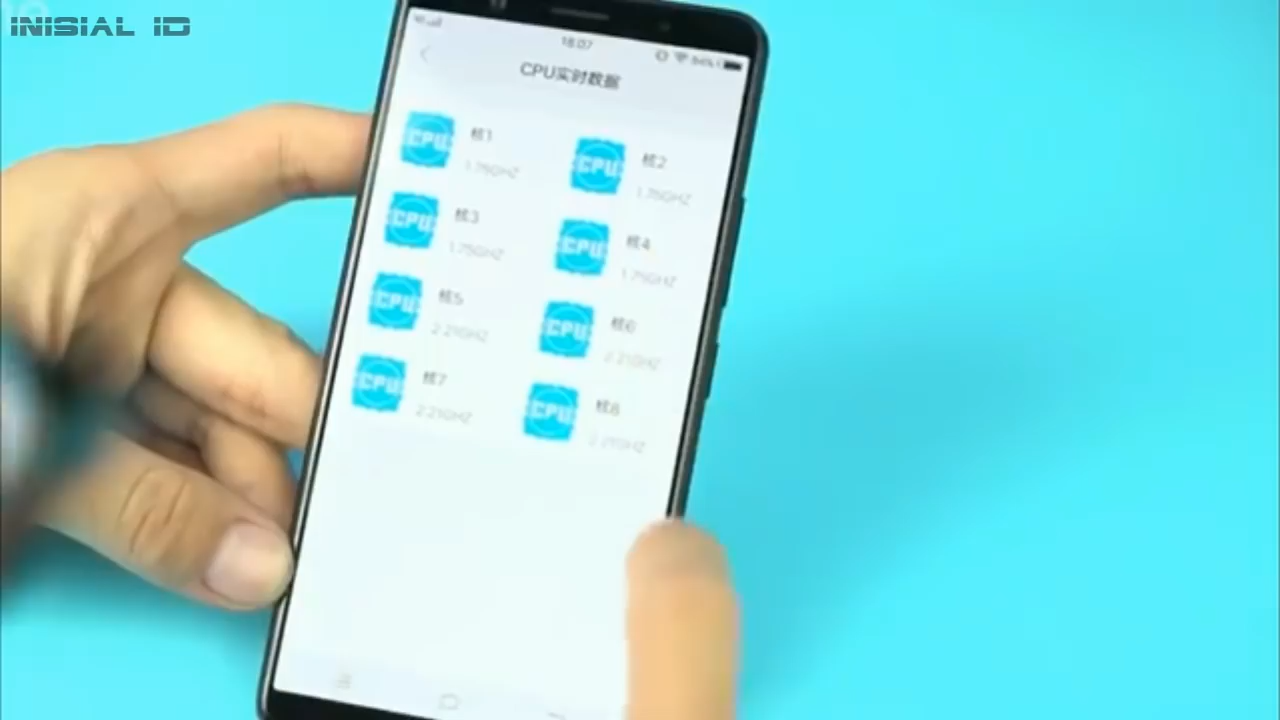 INISIAL ID
18:07
84%
CPU实时数据
CPU 核1
1.75GHZ
CPU 核2
1.75GHZ
CPU 核3
1.75GHZ
CPU 核4
1.75GHZ
CPU 核5
2.21GHZ
CPU 核6
2.21GHZ
CPU 核7
2.21GHZ
CPU 核8
2.21GHZ